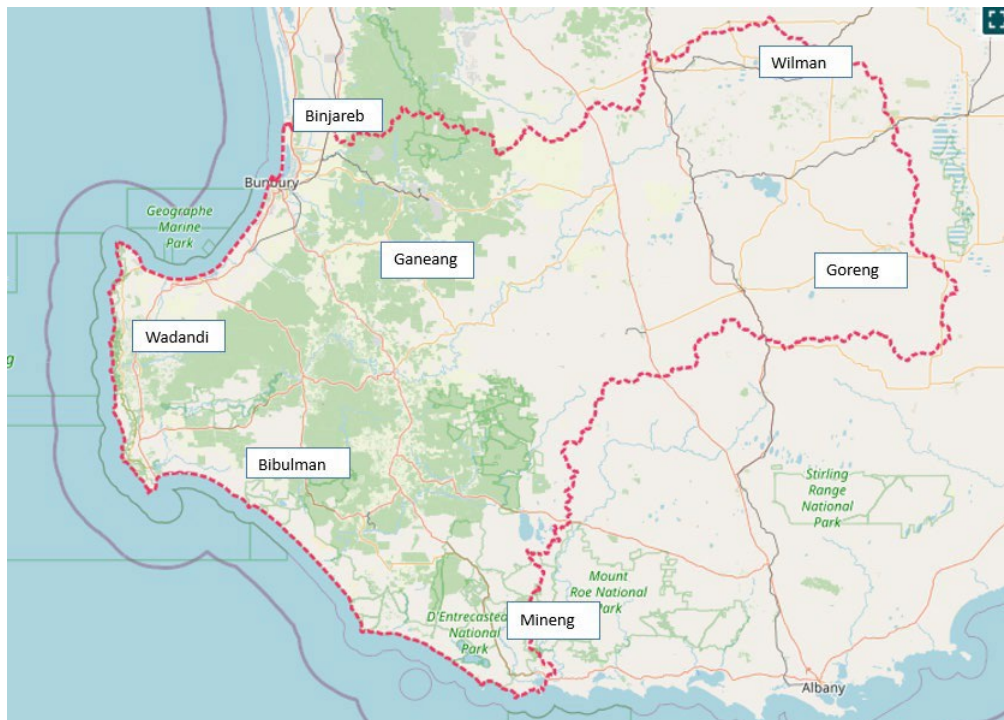 Wilman
Binjareb
Bunbury
Geographe
Marine
Park
Ganeang
Goreng
Wadandi
g
Bibulman
Stirling
Range
National
Park
Mount
Roe National
Park
D'Entrecasteaux
National
Park
Mineng
Albany